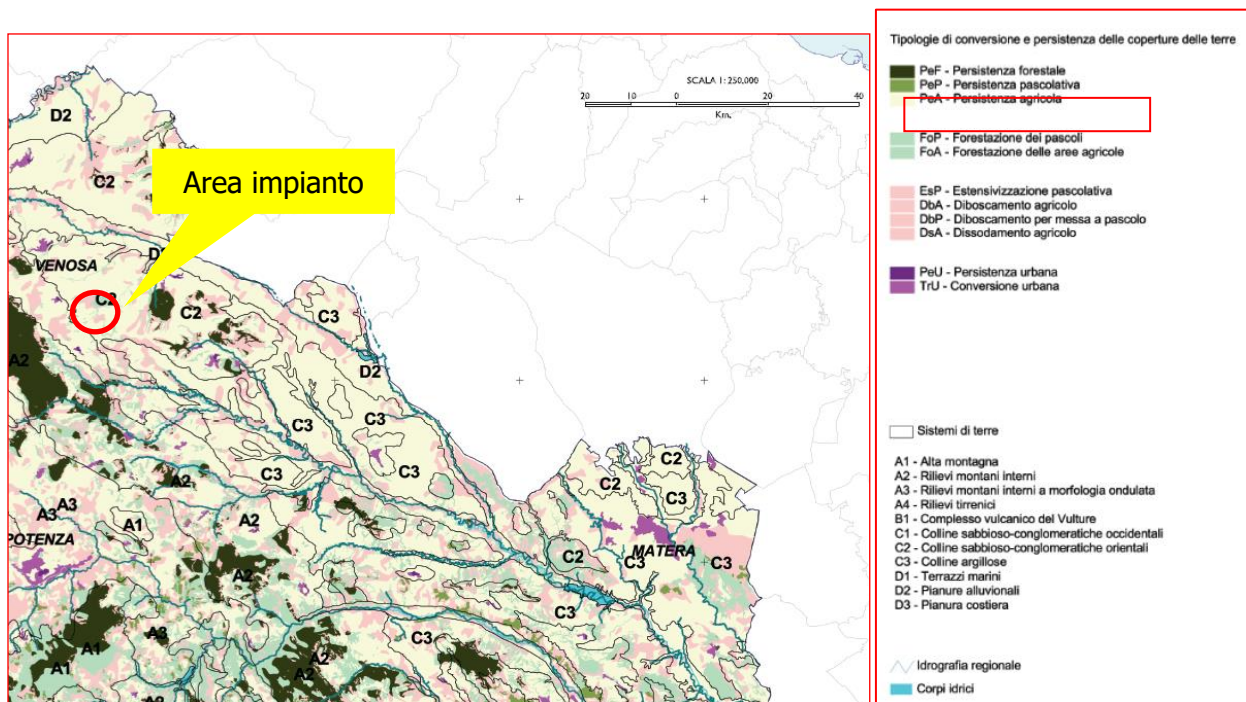 SCALA 1: 250,000
20 10 0 20 40
Km.
D2
C2
Area impianto
VENOSA
C2
C2
C3
A2
D2
C3
C3
C3
C3
A2
A3
A3
A1
A2
POTENZA
A2
A3
A1
A1
A2
A2
C3
C2
C2
C3
MATERA
C2
C3
C3
C3
Tipologie di conversione e persistenza delle coperture delle terre
PeF - Persistenza forestale
PeP - Persistenza pascolativa
PeA - Persistenza agricola
FoP - Forestazione dei pascoli
FoA - Forestazione delle aree agricole
EsP - Estensivizzazione pascolativa
DbA - Diboscamento agricolo
DbP - Diboscamento per messa a pascolo
DsA - Dissodamento agricolo
PeU - Persistenza urbana
TrU - Conversione urbana
Sistemi di terre
A1 - Alta montagna
A2 - Rilievi montani interni
A3 - Rilievi montani interni a morfologia ondulata
A4 - Rilievi tirrenici
B1 - Complesso vulcanico del Vulture
C1 - Colline sabbioso-conglomeratiche occidentali
C2 - Colline sabbioso-conglomeratiche orientali
C3 - Colline argillose
D1 - Terrazzi marini
D2 - Pianure alluvionali
D3 - Pianura costiera
Idrografia regionale
Corpi idrici